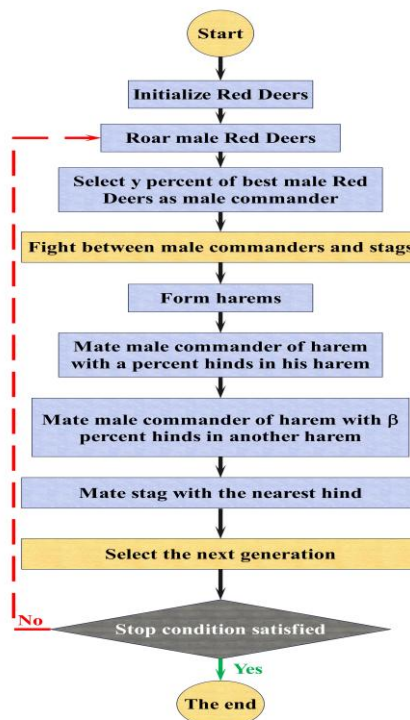 Start
Initialize Red Deers
Roar male Red Deers
Select y percent of best male Red
Deers as male commander
Fight between male commanders and stags
Form harems
Mate male commander of harem
with a percent hinds in his harem
Mate male commander of harem with β
percent hinds in another harem
Mate stag with the nearest hind
Select the next generation
Stop condition satisfied
No
Yes
The end